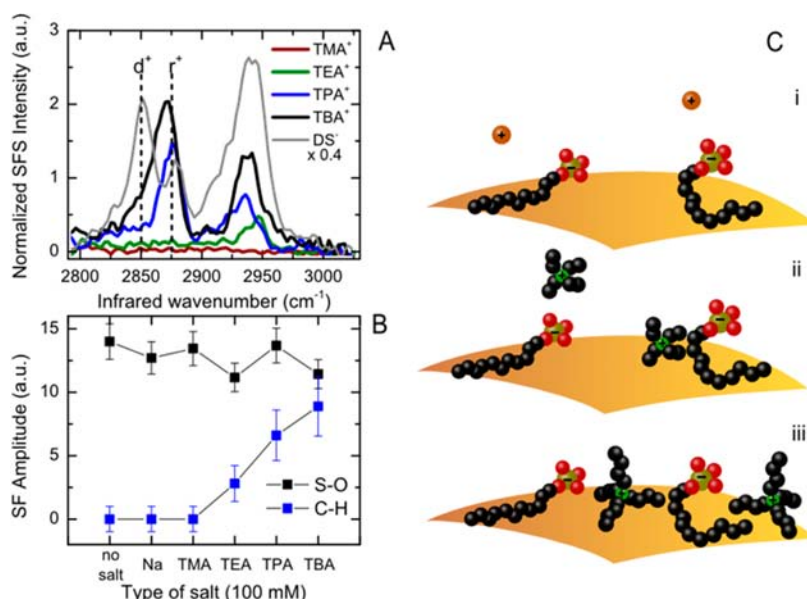 A
Normalized SFS Intensity (a.u.)
3
2
1
0
d⁺
r⁺
TMA⁺
TEA⁺
TPA⁺
TBA⁺
DS⁻
x 0.4
2800
2850
2900
2950
3000
Infrared wavenumber (cm⁻¹)
B
SF Amplitude (a.u.)
15
10
5
0
S-O
C-H
no
salt
Na
TMA
TEA
TPA
TBA
Type of salt (100 mM)
C
i
+
-
-
ii
-
-
iii
-
-